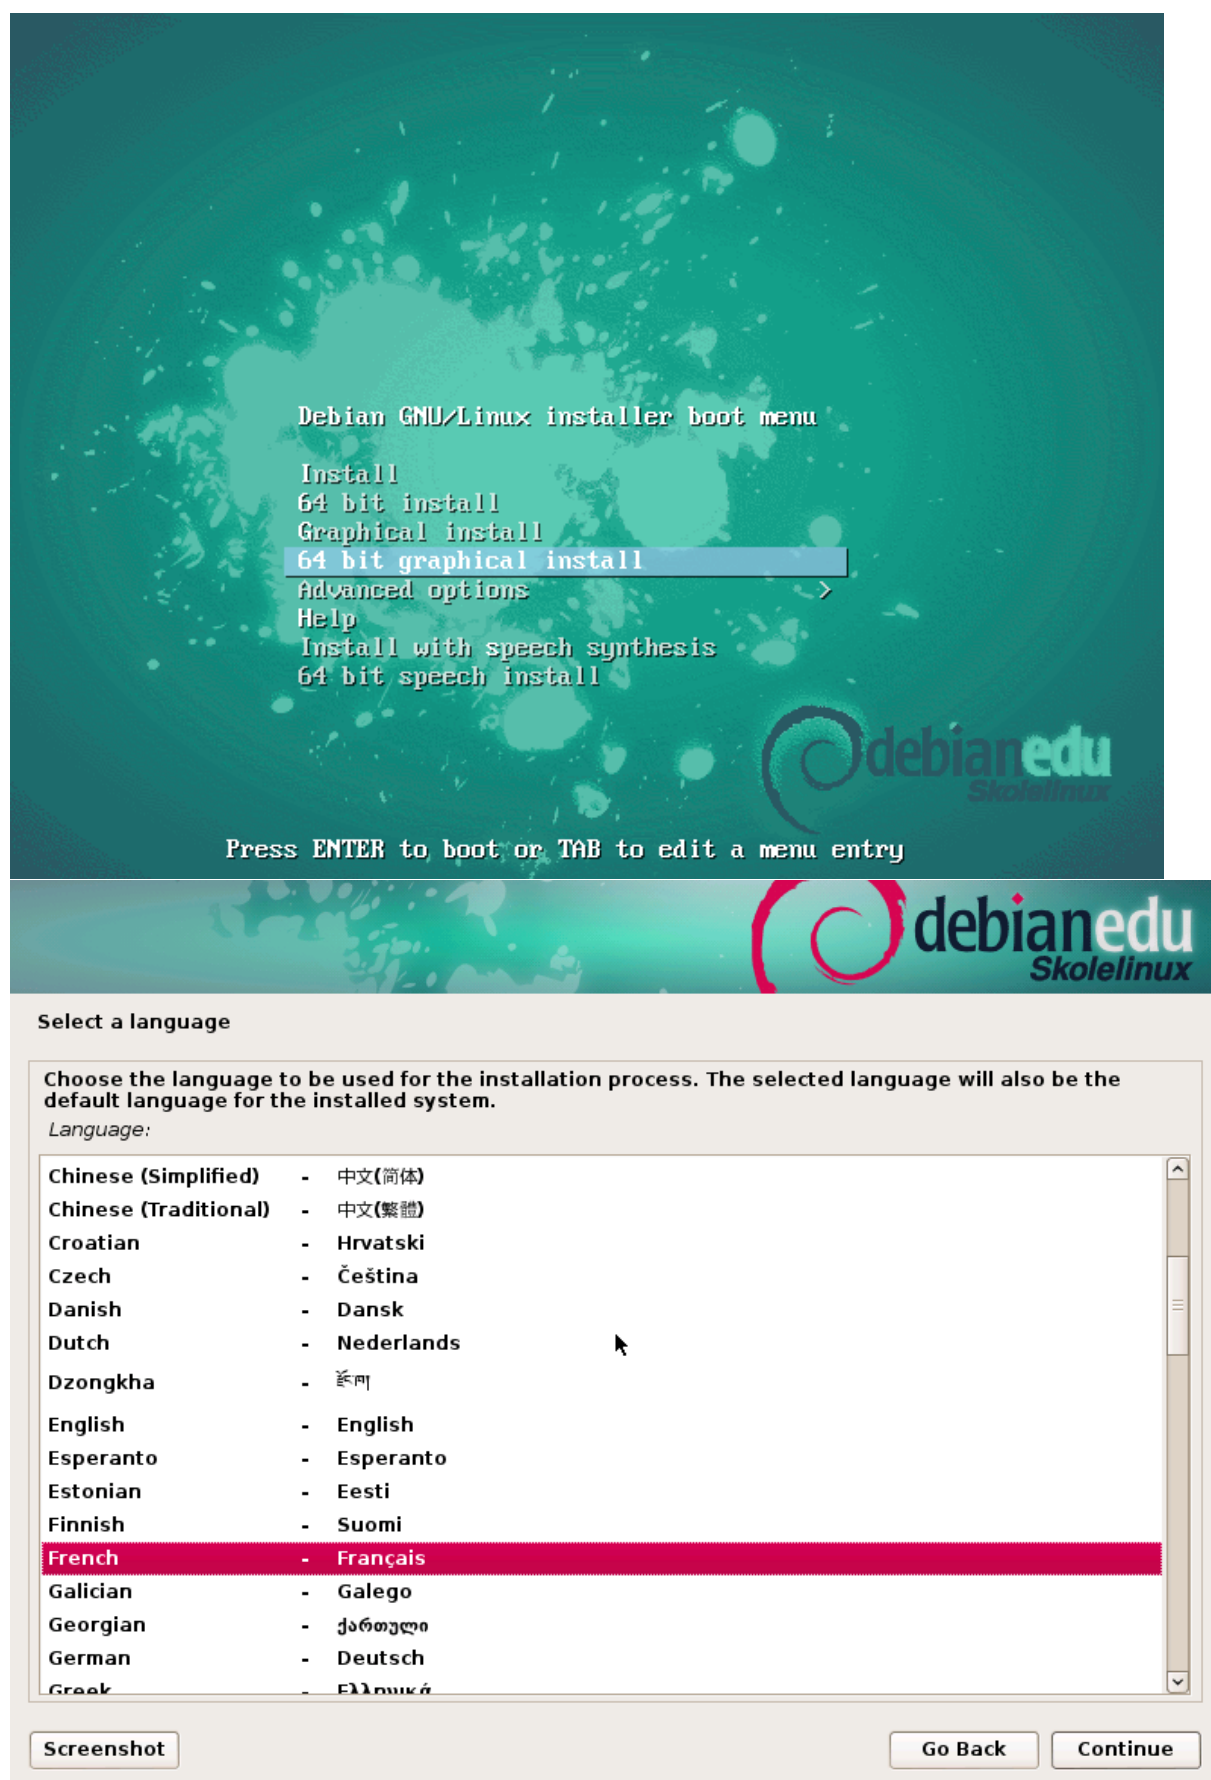 Debian GNU/Linux installer boot menu
Install
64 bit install
Graphical install
64 bit graphical install
Advanced options >
Help
Install with speech synthesis
64 bit speech install
debianedu
Skolelinux
Press ENTER to boot or TAB to edit a menu entry
debianedu
Skolelinux
Select a language
Choose the language to be used for the installation process. The selected language will also be the
default language for the installed system.
Language:
Chinese (Simplified) - 中文(简体)
Chinese (Traditional) - 中文(繁體)
Croatian - Hrvatski
Czech - Čeština
Danish - Dansk
Dutch - Nederlands
Dzongkha - རྫོང་ཁ།
English - English
Esperanto - Esperanto
Estonian - Eesti
Finnish - Suomi
French - Français
Galician - Galego
Georgian - ქართული
German - Deutsch
Greek - Ελληνικά
Screenshot
Go Back
Continue